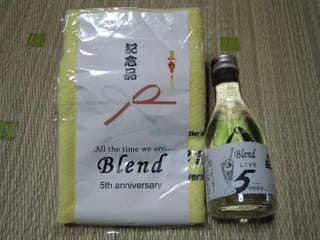 記念品
All the time we are....
Blend
5th anniversary
Blend
LIVE
5